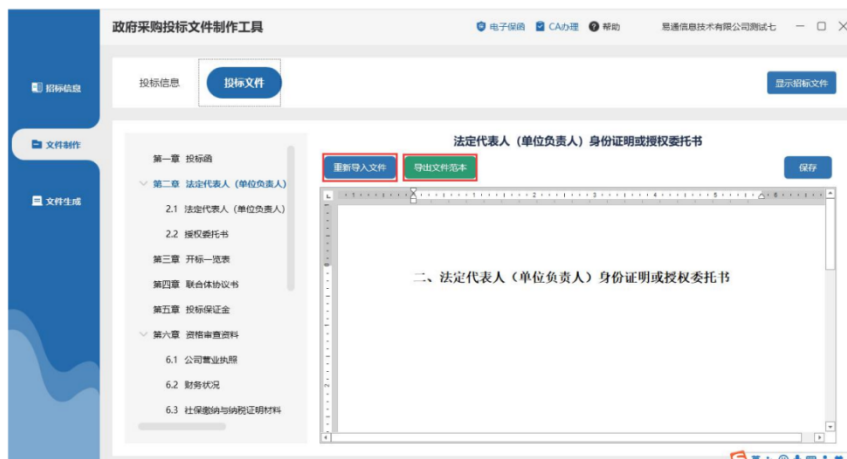 政府采购投标文件制作工具
电子保函 CA办理 帮助 易通信息技术有限公司测试七
招标信息
文件制作
文件生成
投标信息 投标文件 显示招标文件
第一章 投标函
第二章 法定代表人（单位负责人）
2.1 法定代表人（单位负责人）
2.2 授权委托书
第三章 开标一览表
第四章 联合体协议书
第五章 投标保证金
第六章 资格审查资料
6.1 公司营业执照
6.2 财务状况
6.3 社保缴纳与纳税证明材料
法定代表人（单位负责人）身份证明或授权委托书
重新导入文件 导出文件范本 保存
二、法定代表人（单位负责人）身份证明或授权委托书